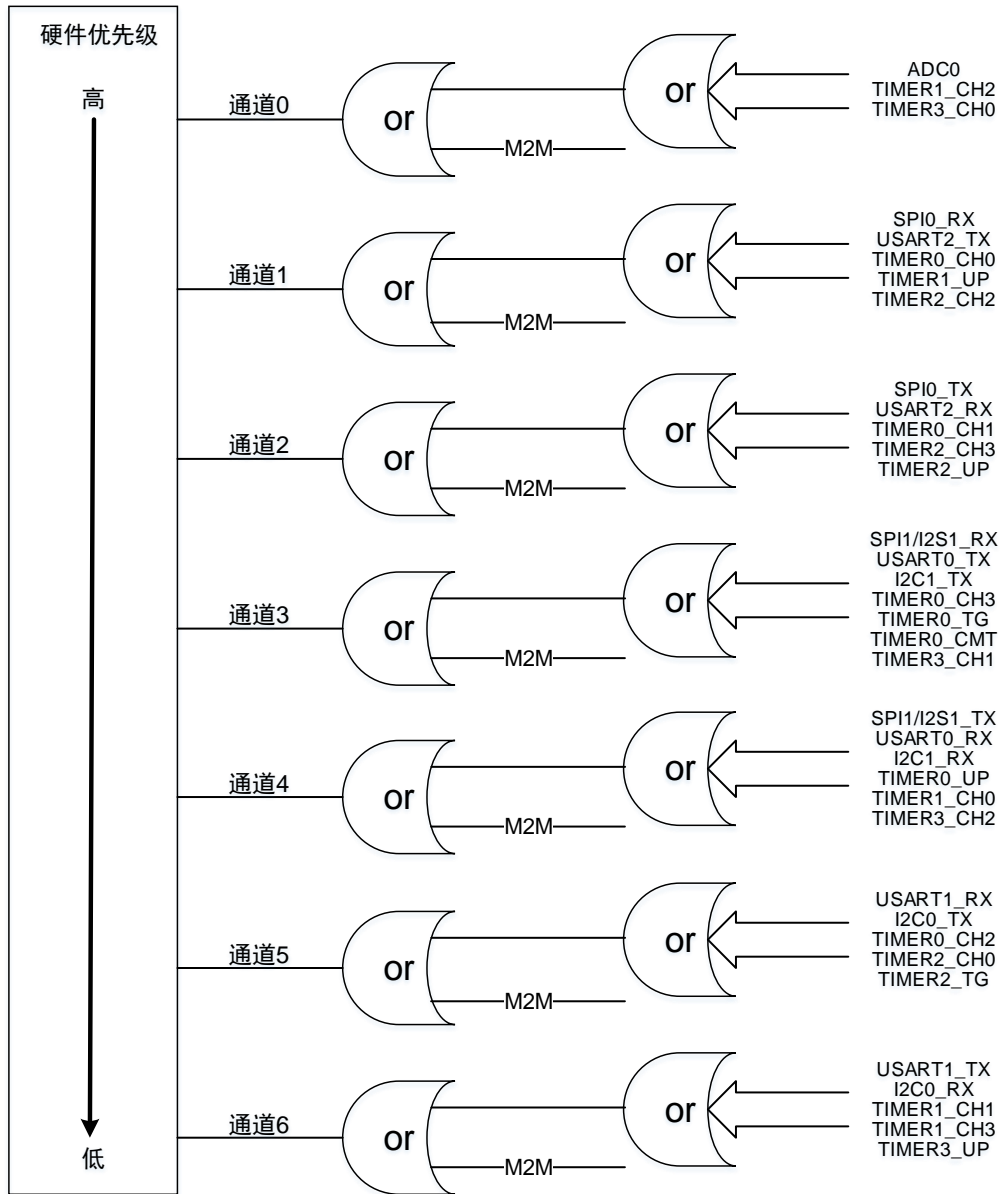 硬件优先级
高
通道0
or
M2M
or
ADC0
TIMER1_CH2
TIMER3_CH0
通道1
or
M2M
or
SPI0_RX
USART2_TX
TIMER0_CH0
TIMER1_UP
TIMER2_CH2
通道2
or
M2M
or
SPI0_TX
USART2_RX
TIMER0_CH1
TIMER2_CH3
TIMER2_UP
通道3
or
M2M
or
SPI1/I2S1_RX
USART0_TX
I2C1_TX
TIMER0_CH3
TIMER0_TG
TIMER0_CMT
TIMER3_CH1
通道4
or
M2M
or
SPI1/I2S1_TX
USART0_RX
I2C1_RX
TIMER0_UP
TIMER1_CH0
TIMER3_CH2
通道5
or
M2M
or
USART1_RX
I2C0_TX
TIMER0_CH2
TIMER2_CH0
TIMER2_TG
通道6
or
M2M
or
USART1_TX
I2C0_RX
TIMER1_CH1
TIMER1_CH3
TIMER3_UP
低